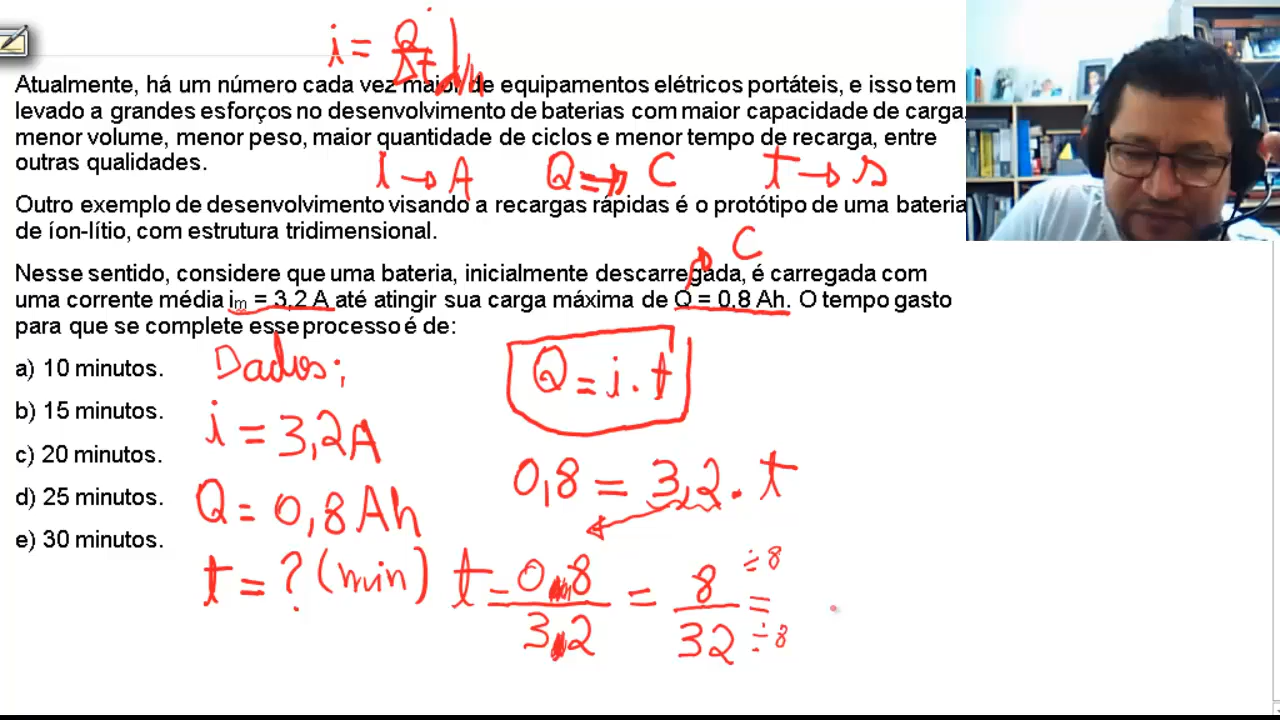 i = Q
Δt
Atualmente, há um número cada vez maior de equipamentos elétricos portáteis, e isso tem
levado a grandes esforços no desenvolvimento de baterias com maior capacidade de carga,
menor volume, menor peso, maior quantidade de ciclos e menor tempo de recarga, entre
outras qualidades.
i → A Q → C t → s
Outro exemplo de desenvolvimento visando a recargas rápidas é o protótipo de uma bateria
de íon-lítio, com estrutura tridimensional.
C
Nesse sentido, considere que uma bateria, inicialmente descarregada, é carregada com
uma corrente média im = 3,2 A até atingir sua carga máxima de Q = 0,8 Ah. O tempo gasto
para que se complete esse processo é de:
a) 10 minutos.
b) 15 minutos.
c) 20 minutos.
d) 25 minutos.
e) 30 minutos.
Dados:
i = 3,2A
Q = 0,8Ah
t = ? (min)
Q = i . t
0,8 = 3,2 . t
t = 0,8 = 8 ÷8 =
3,2 32 ÷8